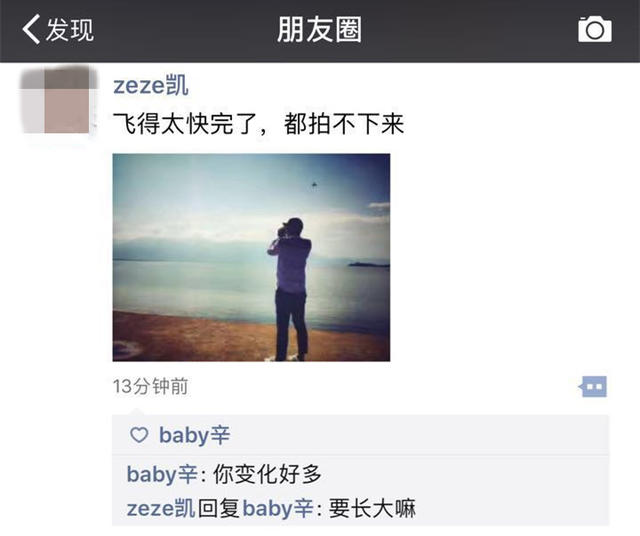 发现
朋友圈
zeze凯
飞得太快完了，都拍不下来
13分钟前
baby辛
baby辛：你变化好多
zeze凯回复baby辛：要长大嘛